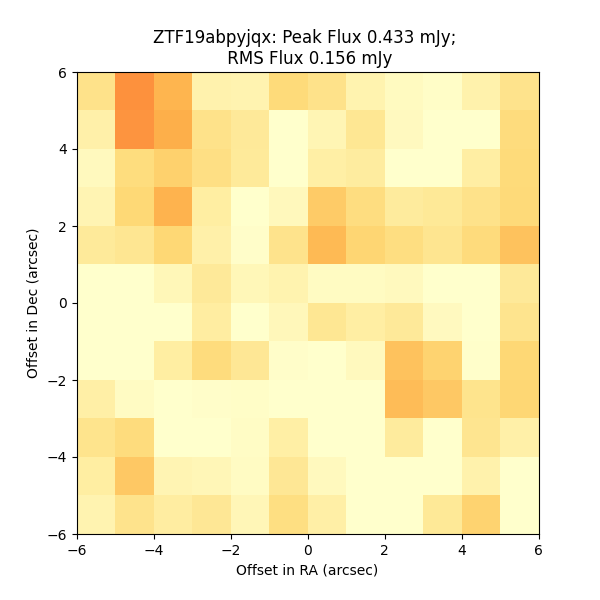 ZTF19abpyjqx: Peak Flux 0.433 mJy;
RMS Flux 0.156 mJy
6
4
2
0
−2
−4
−6
Offset in Dec (arcsec)
−6 −4 −2 0 2 4 6
Offset in RA (arcsec)